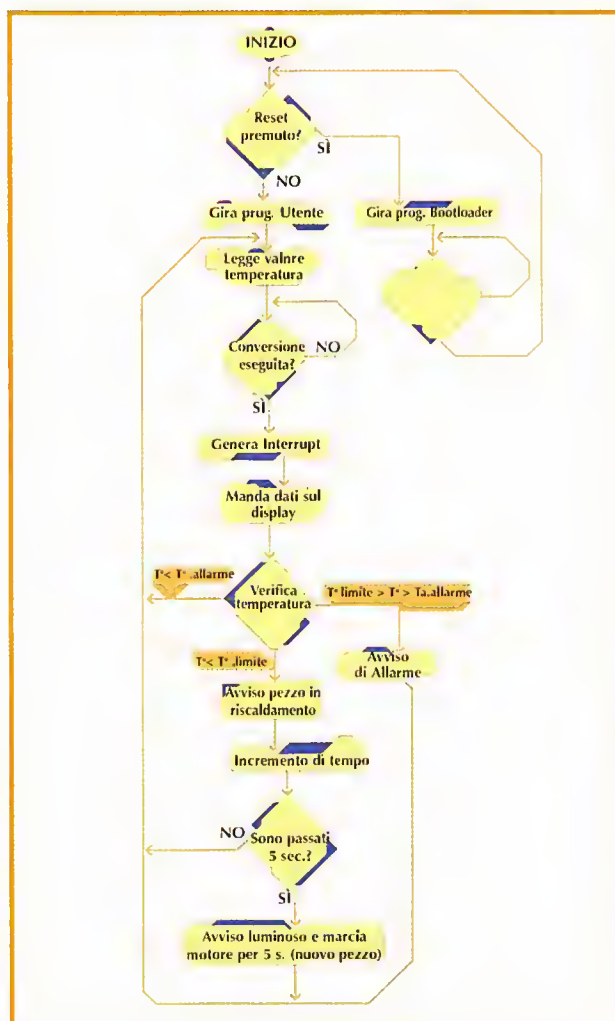 INIZIO
Reset
premuto?
SÌ
NO
Gira prug. Utente
Gira prog. Bootloader
Legge valnre
temperatura
Conversione
eseguita?
NO
SÌ
Genera Interrupt
Manda dati sul
display
T°< T° .allarme
Verifica
temperatura
T° limite > T° > Ta.allarme
T°< T° .limite
Avviso
di Allarme
Avviso pezzo in
riscaldamento
Incremento di tempo
NO
Sono passati
5 sec.?
SÌ
Avviso luminoso e marcia
motore per 5 s. (nuovo pezzo)